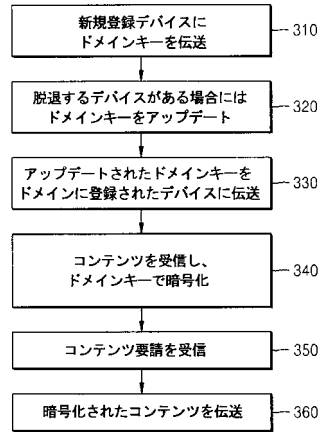 新規登録デバイスに
ドメインキーを伝送
310
脱退するデバイスがある場合には
ドメインキーをアップデート
320
アップデートされたドメインキーを
ドメインに登録されたデバイスに伝送
330
コンテンツを受信し、
ドメインキーで暗号化
340
コンテンツ要請を受信
350
暗号化されたコンテンツを伝送
360